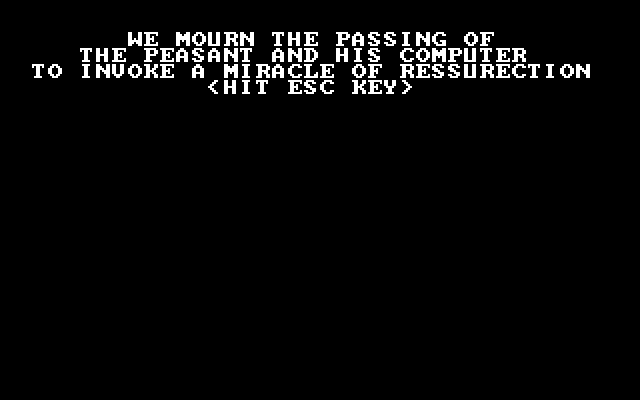 WE MOURN THE PASSING OF
THE PEASANT AND HIS COMPUTER
TO INVOKE A MIRACLE OF RESSURECTION
<HIT ESC KEY>